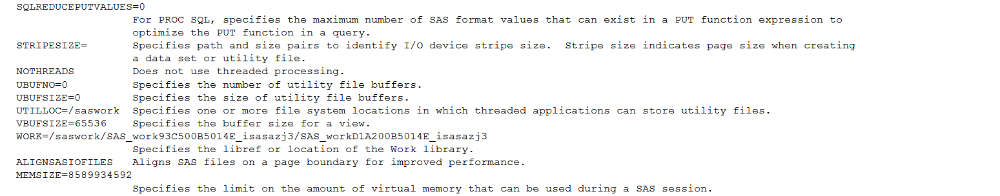 SQLREDUCEPUTVALUES=0
For PROC SQL, specifies the maximum number of SAS format values that can exist in a PUT function expression to
optimize the PUT function in a query.
STRIPESIZE= Specifies path and size pairs to identify I/O device stripe size. Stripe size indicates page size when creating
a data set or utility file.
NOTHREADS Does not use threaded processing.
UBUFNO=0 Specifies the number of utility file buffers.
UBUFSIZE=0 Specifies the size of utility file buffers.
UTILLOC=/saswork Specifies one or more file system locations in which threaded applications can store utility files.
VBUFSIZE=65536 Specifies the buffer size for a view.
WORK=/saswork/SAS_work93C500B5014E_isasazj3/SAS_workD1A200B5014E_isasazj3
Specifies the libref or location of the Work library.
ALIGNSASIOFILES Aligns SAS files on a page boundary for improved performance.
MEMSIZE=8589934592
Specifies the limit on the amount of virtual memory that can be used during a SAS session.